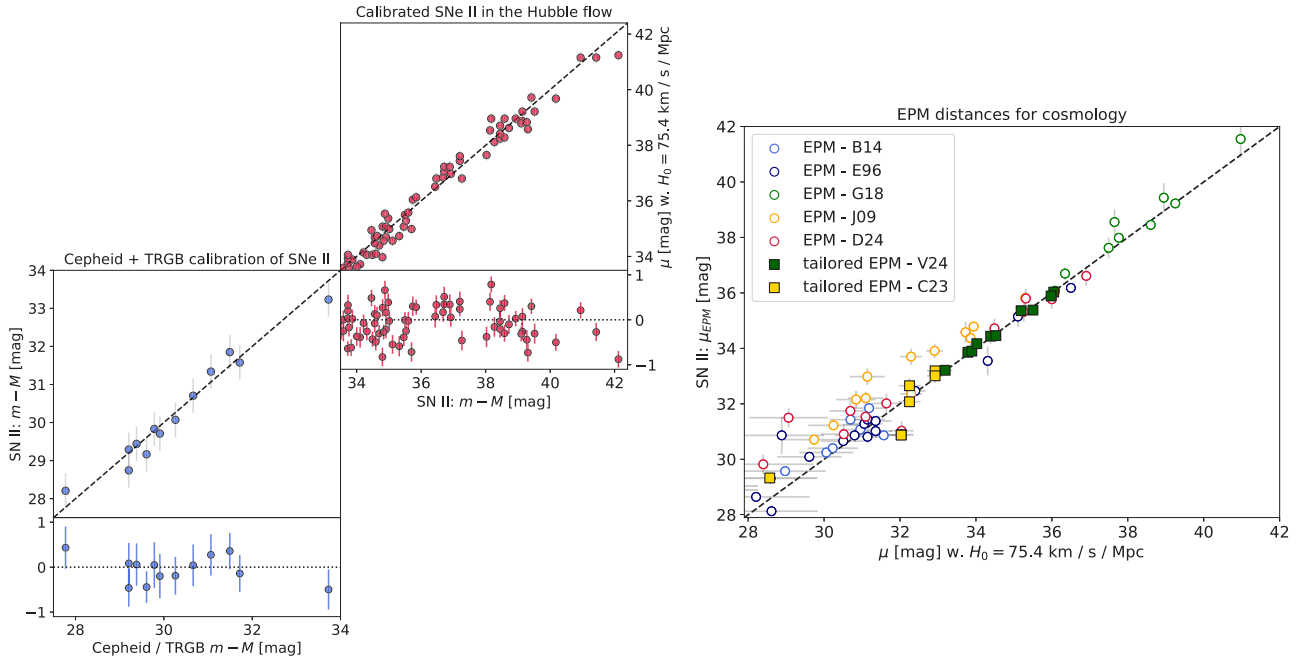 Calibrated SNe II in the Hubble flow
42
40
38
36
34
μ [mag] w. H₀ = 75.4 km / s / Mpc
1
0
−1
34
36
38
40
42
SN II: m − M [mag]
Cepheid + TRGB calibration of SNe II
34
33
32
31
30
29
28
SN II: m − M [mag]
1
0
−1
28
30
32
34
Cepheid / TRGB m − M [mag]
EPM distances for cosmology
EPM - B14
EPM - E96
EPM - G18
EPM - J09
EPM - D24
tailored EPM - V24
tailored EPM - C23
42
40
38
36
34
32
30
28
SN II: μEPM [mag]
28
30
32
34
36
38
40
42
μ [mag] w. H₀ = 75.4 km / s / Mpc